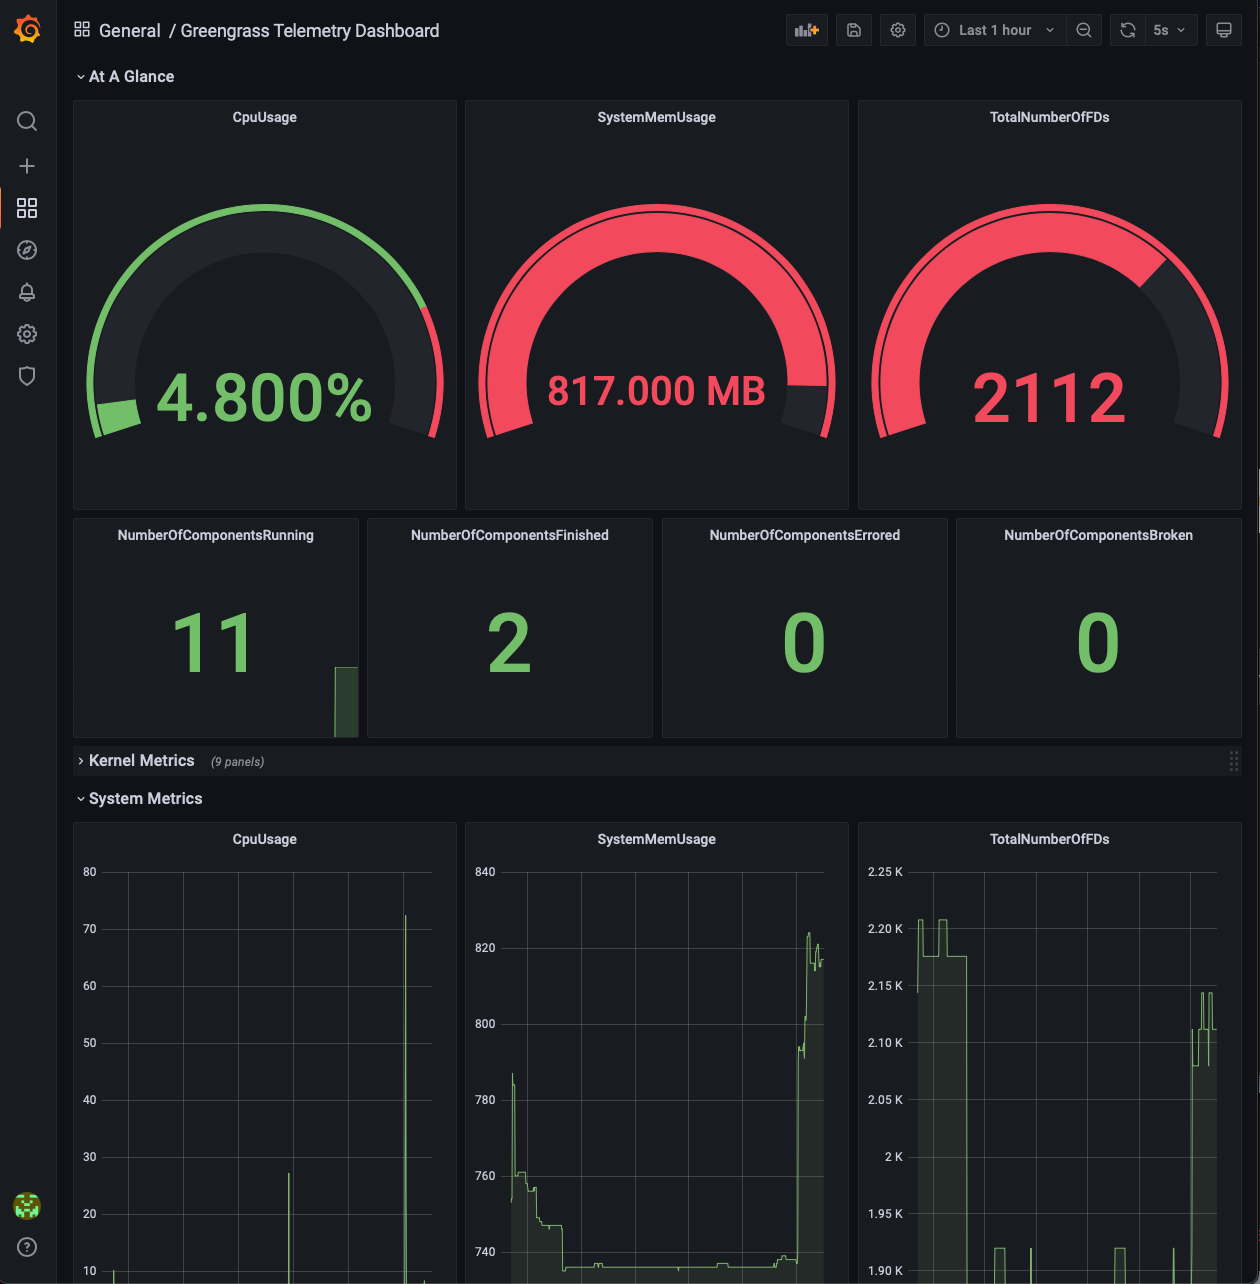 General / Greengrass Telemetry Dashboard
Last 1 hour
5s
At A Glance
CpuUsage
SystemMemUsage
TotalNumberOfFDs
4.800%
817.000 MB
2112
NumberOfComponentsRunning
NumberOfComponentsFinished
NumberOfComponentsErrored
NumberOfComponentsBroken
11
2
0
0
Kernel Metrics (9 panels)
System Metrics
CpuUsage
80
70
60
50
40
30
20
10
SystemMemUsage
840
820
800
780
760
740
TotalNumberOfFDs
2.25 K
2.20 K
2.15 K
2.10 K
2.05 K
2 K
1.95 K
1.90 K